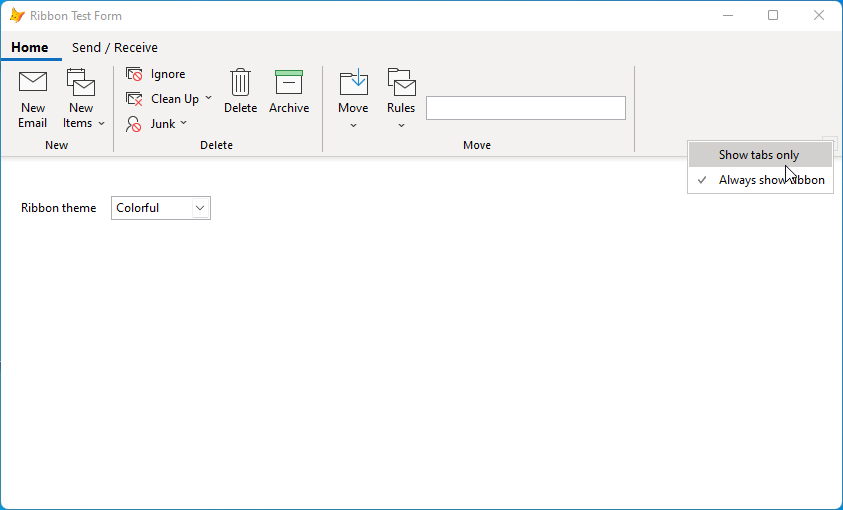 Ribbon Test Form
Home
Send / Receive
New
Email
New
Items
Ignore
Clean Up
Junk
Delete
Archive
Move
Rules
New
Delete
Move
Show tabs only
Always show ribbon
Ribbon theme
Colorful